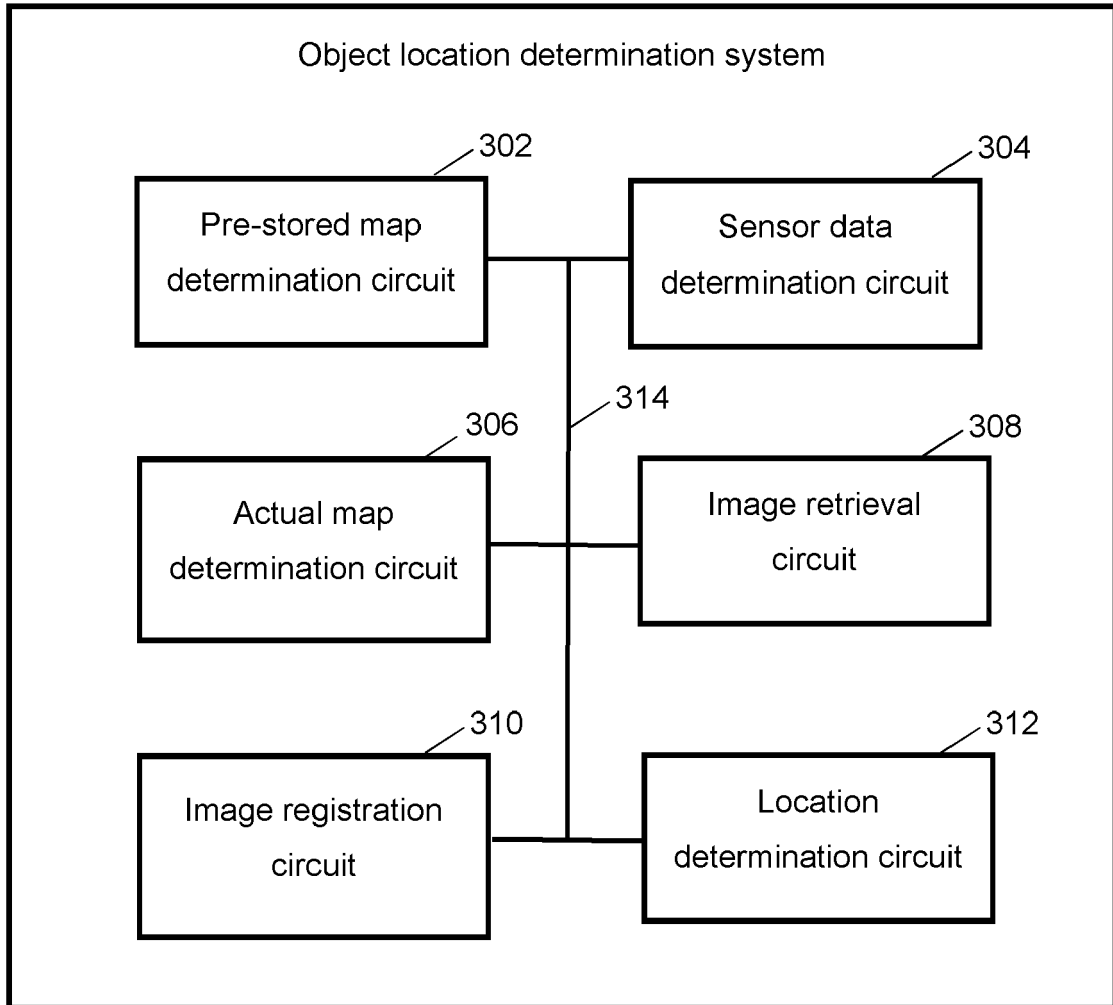 Object location determination system
302
304
Pre-stored map
determination circuit
Sensor data
determination circuit
314
306
308
Actual map
determination circuit
Image retrieval
circuit
310
312
Image registration
circuit
Location
determination circuit